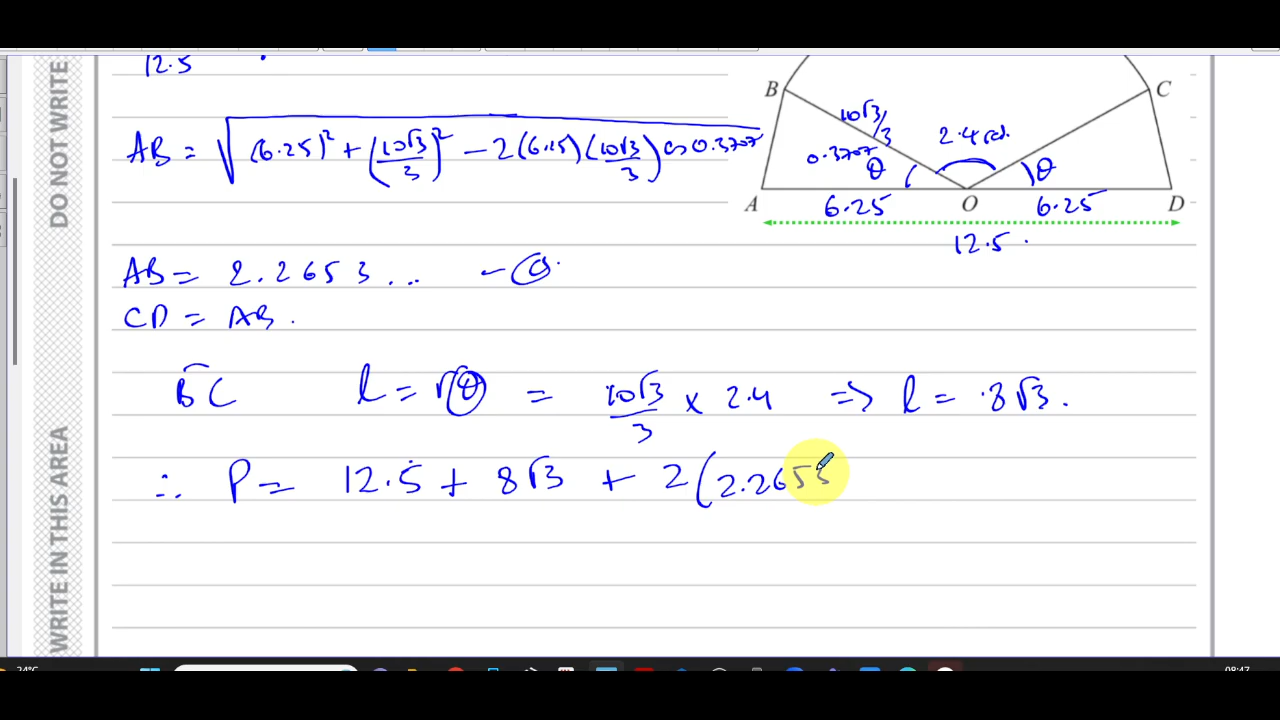 DO NOT WRITE
WRITE IN THIS AREA
12.5
AB = √(6.25)² + (10√3/3)² − 2(6.25)(10√3/3) cos 0.3707
AB = 2.2653... –①
CD = AB.
BC l = rθ = 10√3/3 × 2.4 ⇒ l = 8√3.
∴ P = 12.5 + 8√3 + 2(2.2653
B
C
10√3/3
2.4 rad.
0.3707
θ
θ
A
6.25
O
6.25
D
12.5
24°C
08:47